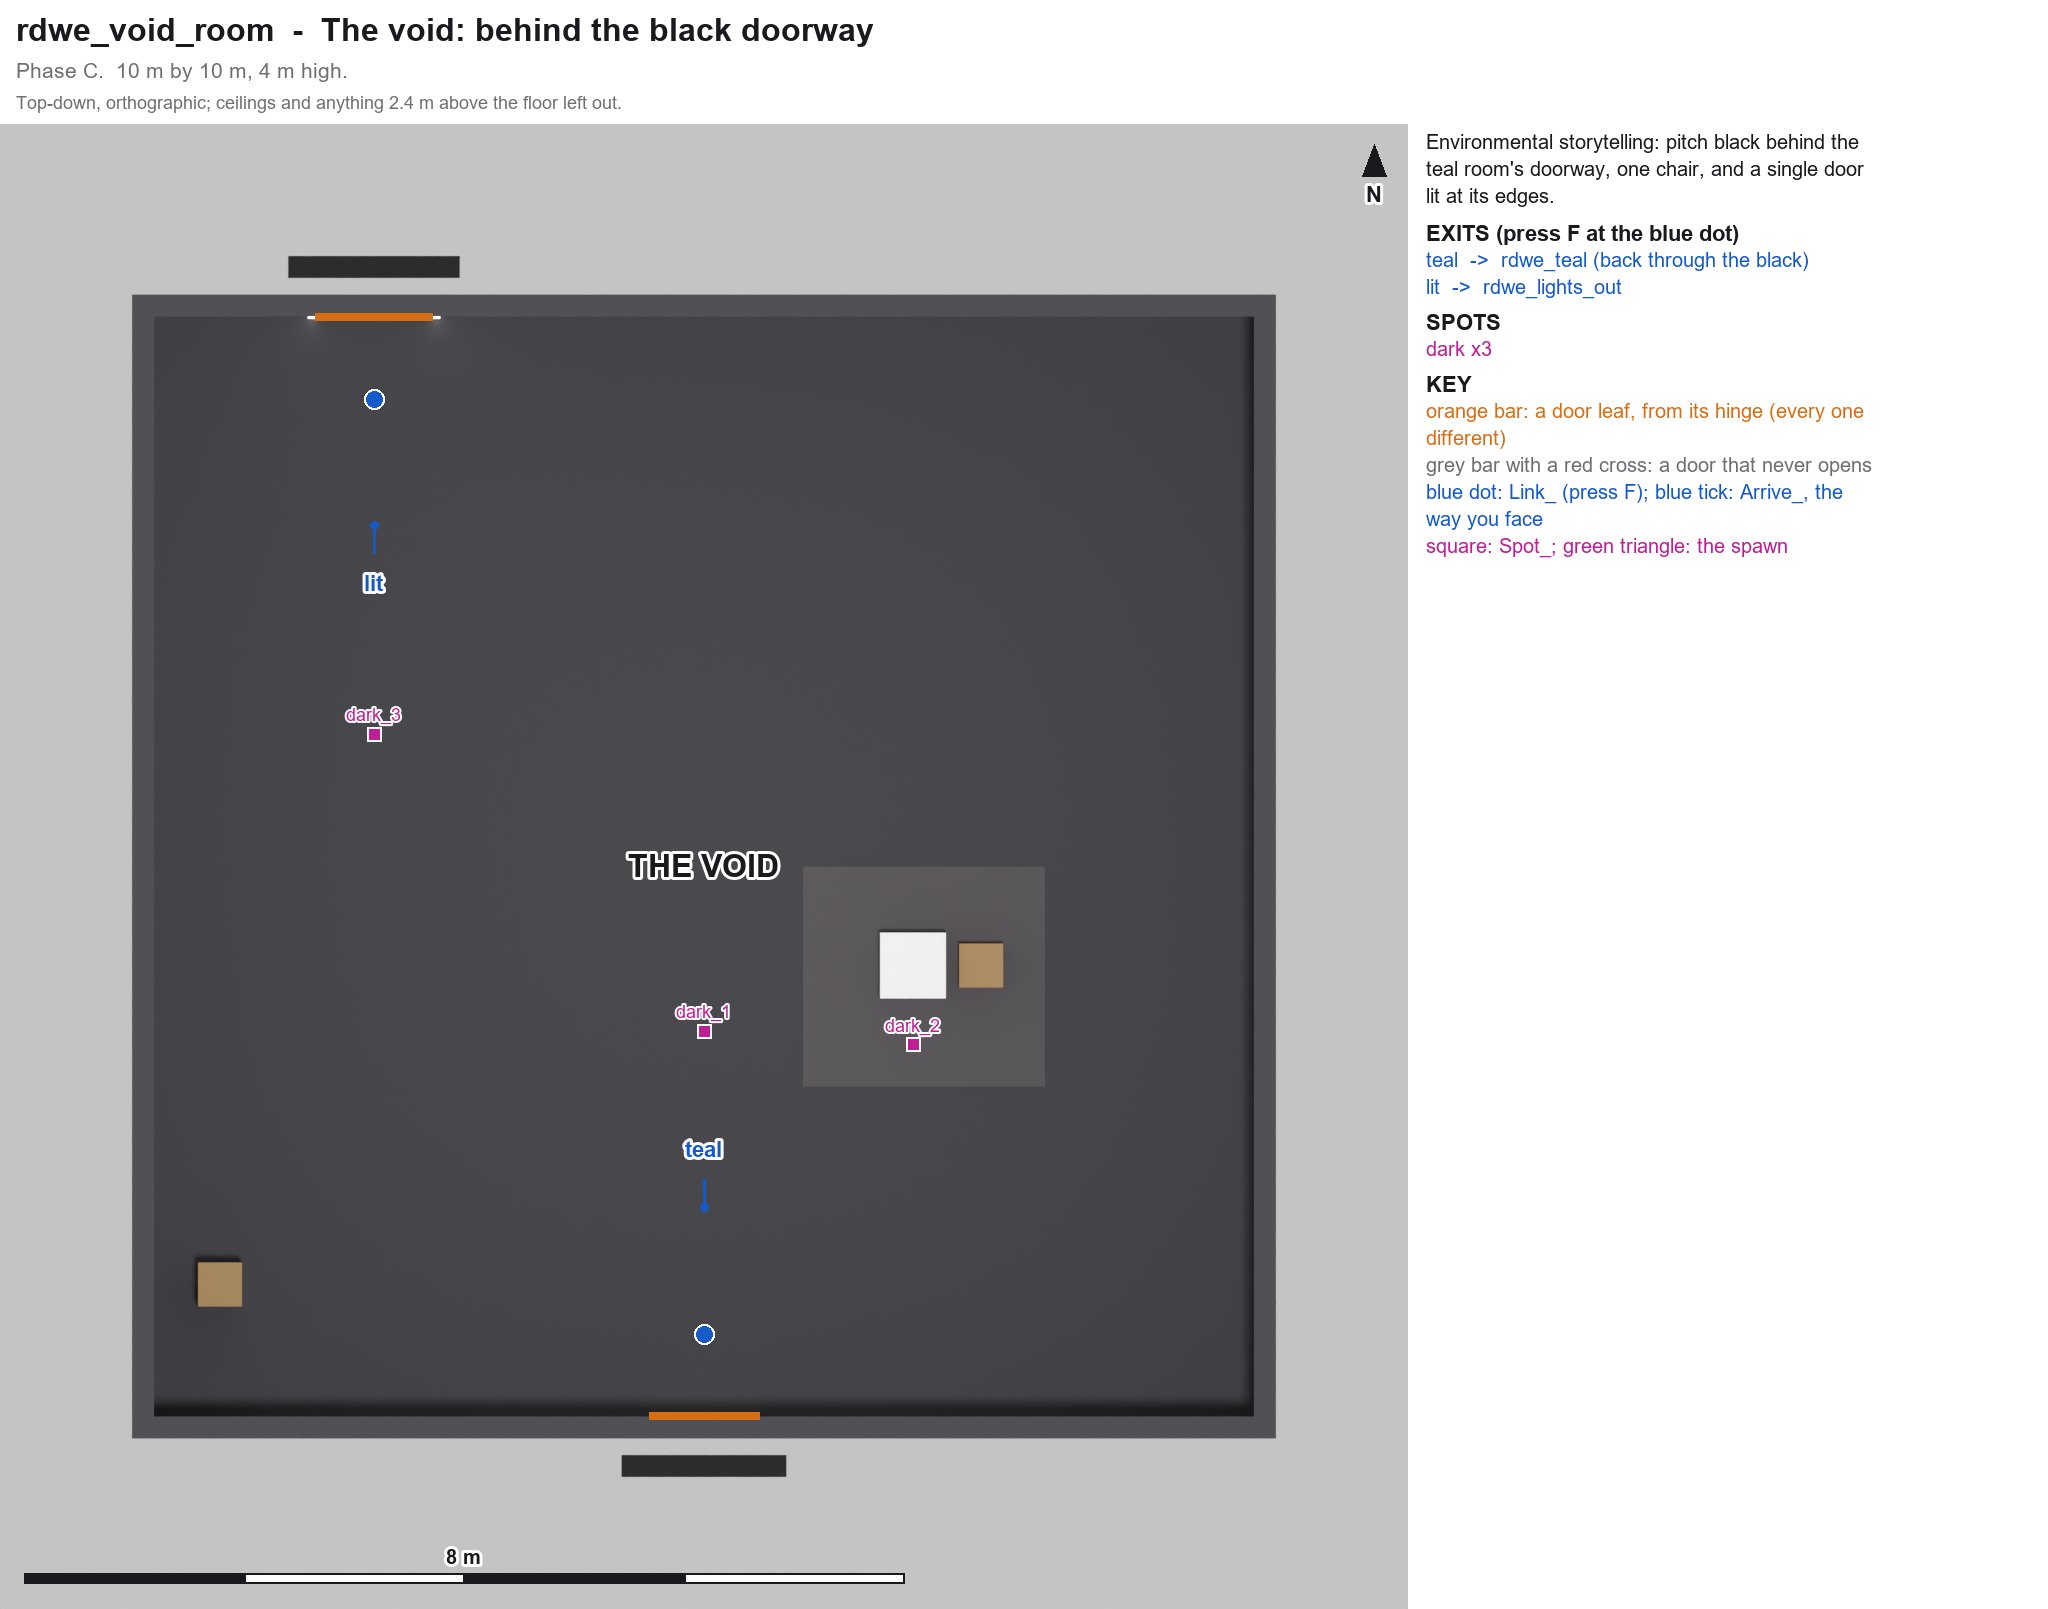 rdwe_void_room - The void: behind the black doorway
Phase C. 10 m by 10 m, 4 m high.
Top-down, orthographic; ceilings and anything 2.4 m above the floor left out.
N
lit
dark_3
THE VOID
dark_1
dark_2
teal
8 m
Environmental storytelling: pitch black behind the
teal room's doorway, one chair, and a single door
lit at its edges.
EXITS (press F at the blue dot)
teal -> rdwe_teal (back through the black)
lit -> rdwe_lights_out
SPOTS
dark x3
KEY
orange bar: a door leaf, from its hinge (every one
different)
grey bar with a red cross: a door that never opens
blue dot: Link_ (press F); blue tick: Arrive_, the
way you face
square: Spot_; green triangle: the spawn